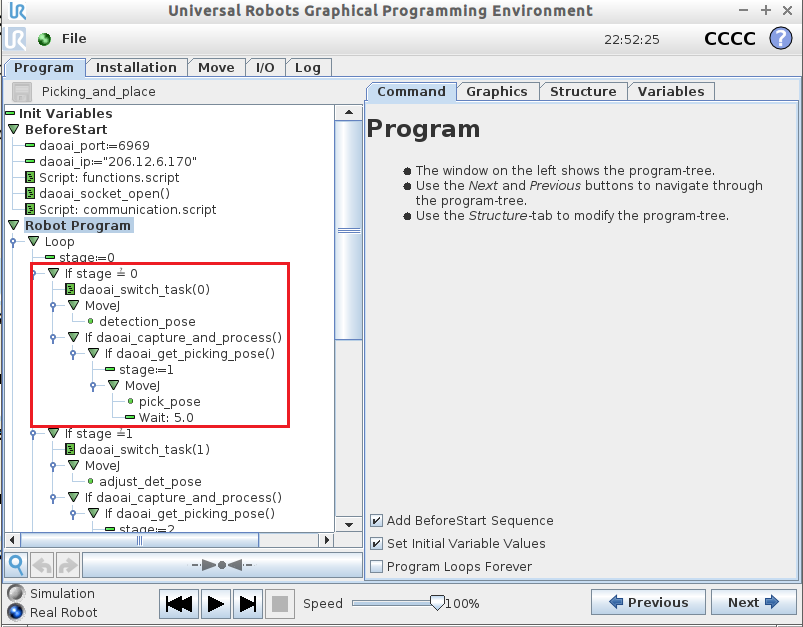 Universal Robots Graphical Programming Environment
File
22:52:25
CCCC
?
Program Installation Move I/O Log
Picking_and_place
Init Variables
BeforeStart
daoai_port≔6969
daoai_ip≔"206.12.6.170"
Script: functions.script
daoai_socket_open()
Script: communication.script
Robot Program
Loop
stage≔0
If stage ≟ 0
daoai_switch_task(0)
MoveJ
detection_pose
If daoai_capture_and_process()
If daoai_get_picking_pose()
stage≔1
MoveJ
pick_pose
Wait: 5.0
If stage ≟1
daoai_switch_task(1)
MoveJ
adjust_det_pose
If daoai_capture_and_process()
If daoai_get_picking_pose()
stage≔2
Simulation
Real Robot
Command Graphics Structure Variables
Program
The window on the left shows the program-tree.
Use the Next and Previous buttons to navigate through
the program-tree.
Use the Structure-tab to modify the program-tree.
Add BeforeStart Sequence
Set Initial Variable Values
Program Loops Forever
Speed 100%
Previous Next